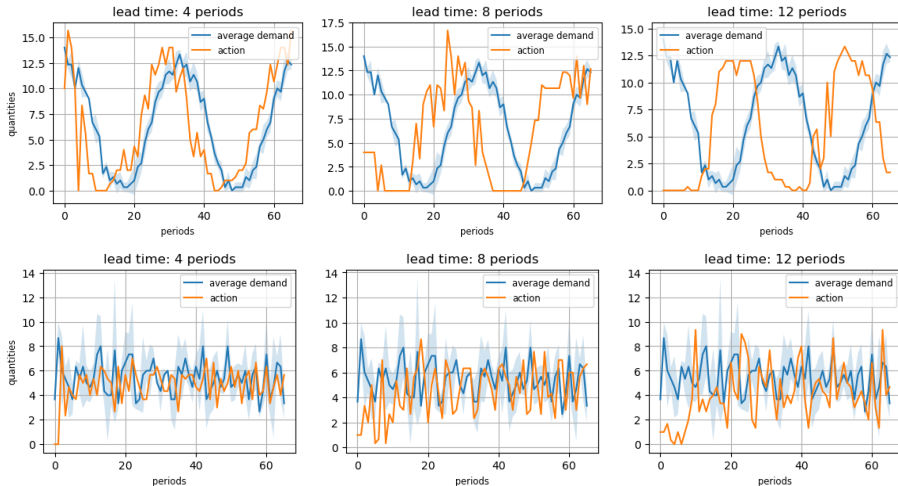 lead time: 4 periods
lead time: 8 periods
lead time: 12 periods
quantities
15.0
12.5
10.0
7.5
5.0
2.5
0.0
average demand
action
0
20
40
60
periods
17.5
15.0
12.5
10.0
7.5
5.0
2.5
0.0
average demand
action
0
20
40
60
periods
15.0
12.5
10.0
7.5
5.0
2.5
0.0
average demand
action
0
20
40
60
periods
lead time: 4 periods
lead time: 8 periods
lead time: 12 periods
quantities
14
12
10
8
6
4
2
0
average demand
action
0
20
40
60
periods
14
12
10
8
6
4
2
0
average demand
action
0
20
40
60
periods
14
12
10
8
6
4
2
0
average demand
action
0
20
40
60
periods